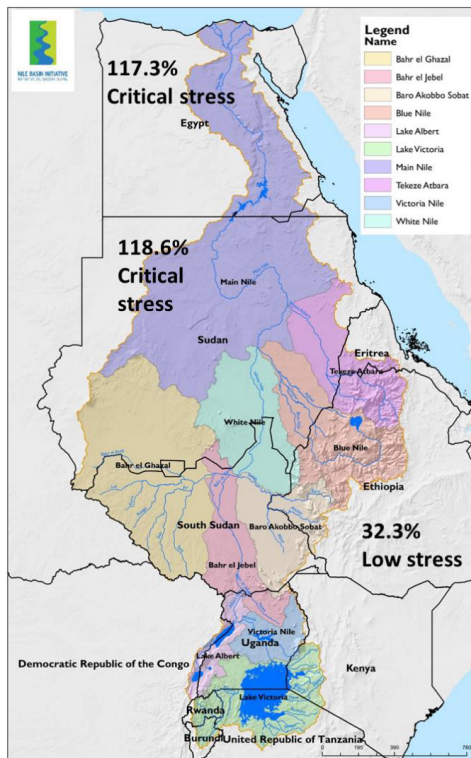 NILE BASIN INITIATIVE
117.3%
Critical stress
Egypt
Legend
Name
Bahr el Ghazal
Bahr el Jebel
Baro Akobbo Sobat
Blue Nile
Lake Albert
Lake Victoria
Main Nile
Tekeze Atbara
Victoria Nile
White Nile
118.6%
Critical
stress
Main Nile
Sudan
Eritrea
Tekeze Atbara
White Nile
Blue Nile
Bahr el Ghazal
Ethiopia
South Sudan
Baro Akobbo Sobat
32.3%
Low stress
Bahr el Jebel
Victoria Nile
Uganda
Lake Albert
Democratic Republic of the Congo
Kenya
Lake Victoria
Rwanda
Burundi
United Republic of Tanzania
0
390
780